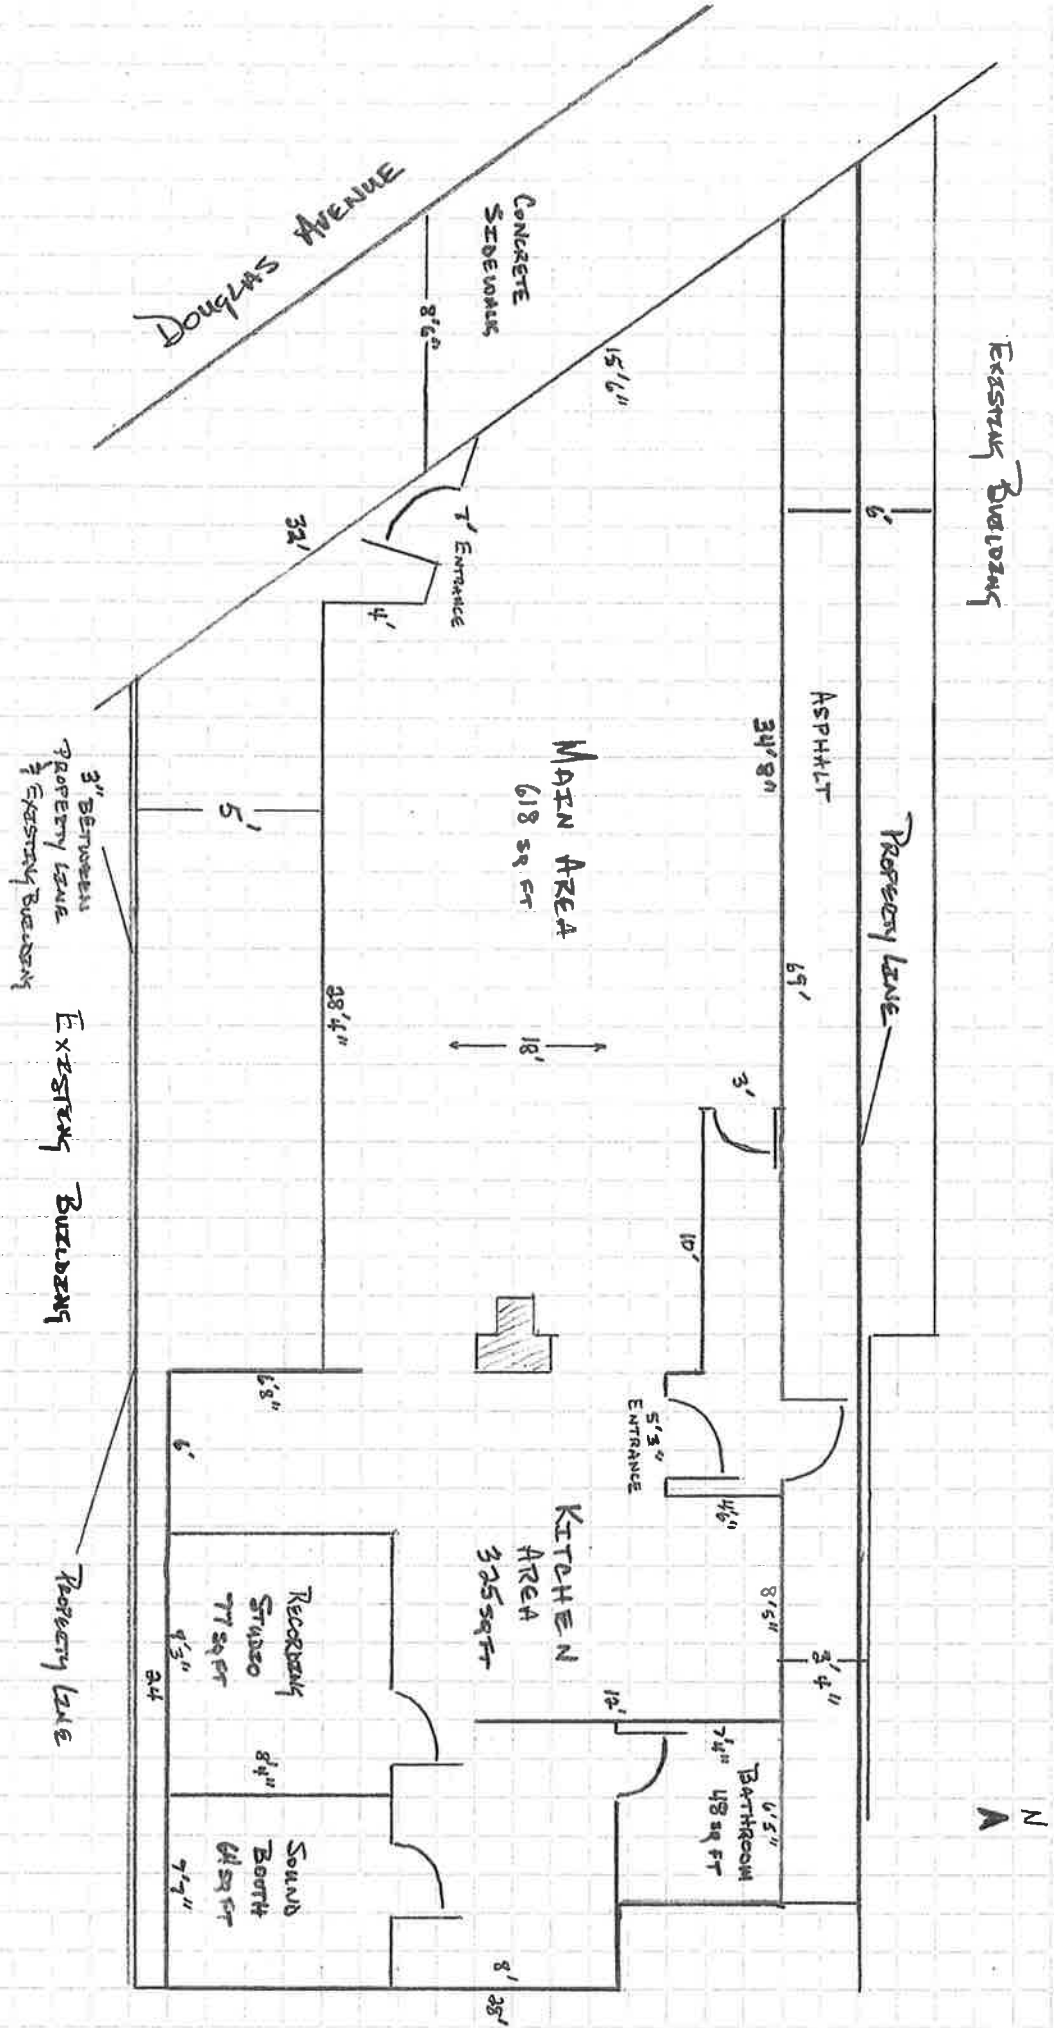 N
EXISTING BUILDING
6'
PROPERTY LINE
ASPHALT
34' 8"
69'
3'
10'
5'3"
ENTRANCE
4'6"
8'5"
3'4"
6'5"
BATHROOM
7'4" 48 SQ FT
12'
CONCRETE
SIDEWALK
15'6"
8'6"
DOUGLAS AVENUE
32'
7' ENTRANCE
4'
MAIN AREA
618 SQ FT
18'
KITCHEN
AREA
325 SQ FT
28'4"
5'
6'8"
6'
RECORDING
STUDIO
77 SQ FT
9'3"
8'4"
SOUND
BOOTH
64 SQ FT
7'7"
8'
28'
24
3" BETWEEN
PROPERTY LINE
& EXISTING BUILDING
EXISTING BUILDING
PROPERTY LINE